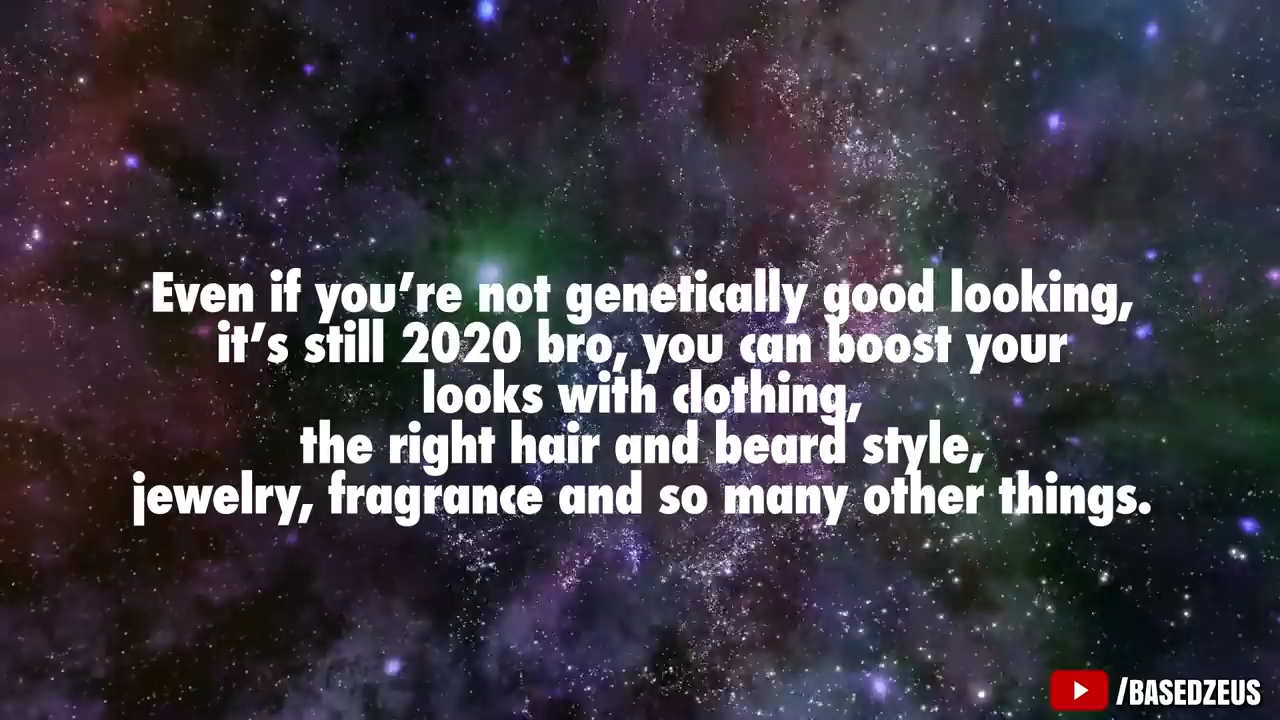 Even if you’re not genetically good looking,
it’s still 2020 bro, you can boost your
looks with clothing,
the right hair and beard style,
jewelry, fragrance and so many other things.
/BASEDZEUS